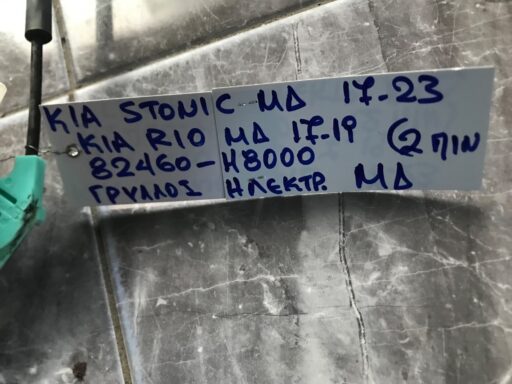 KIA STONIC ΜΔ 17-23
KIA RIO ΜΔ 17-19 2 ΠΙΝ
82460-H8000
ΓΡΥΛΛΟΣ ΗΛΕΚΤΡ. ΜΔ